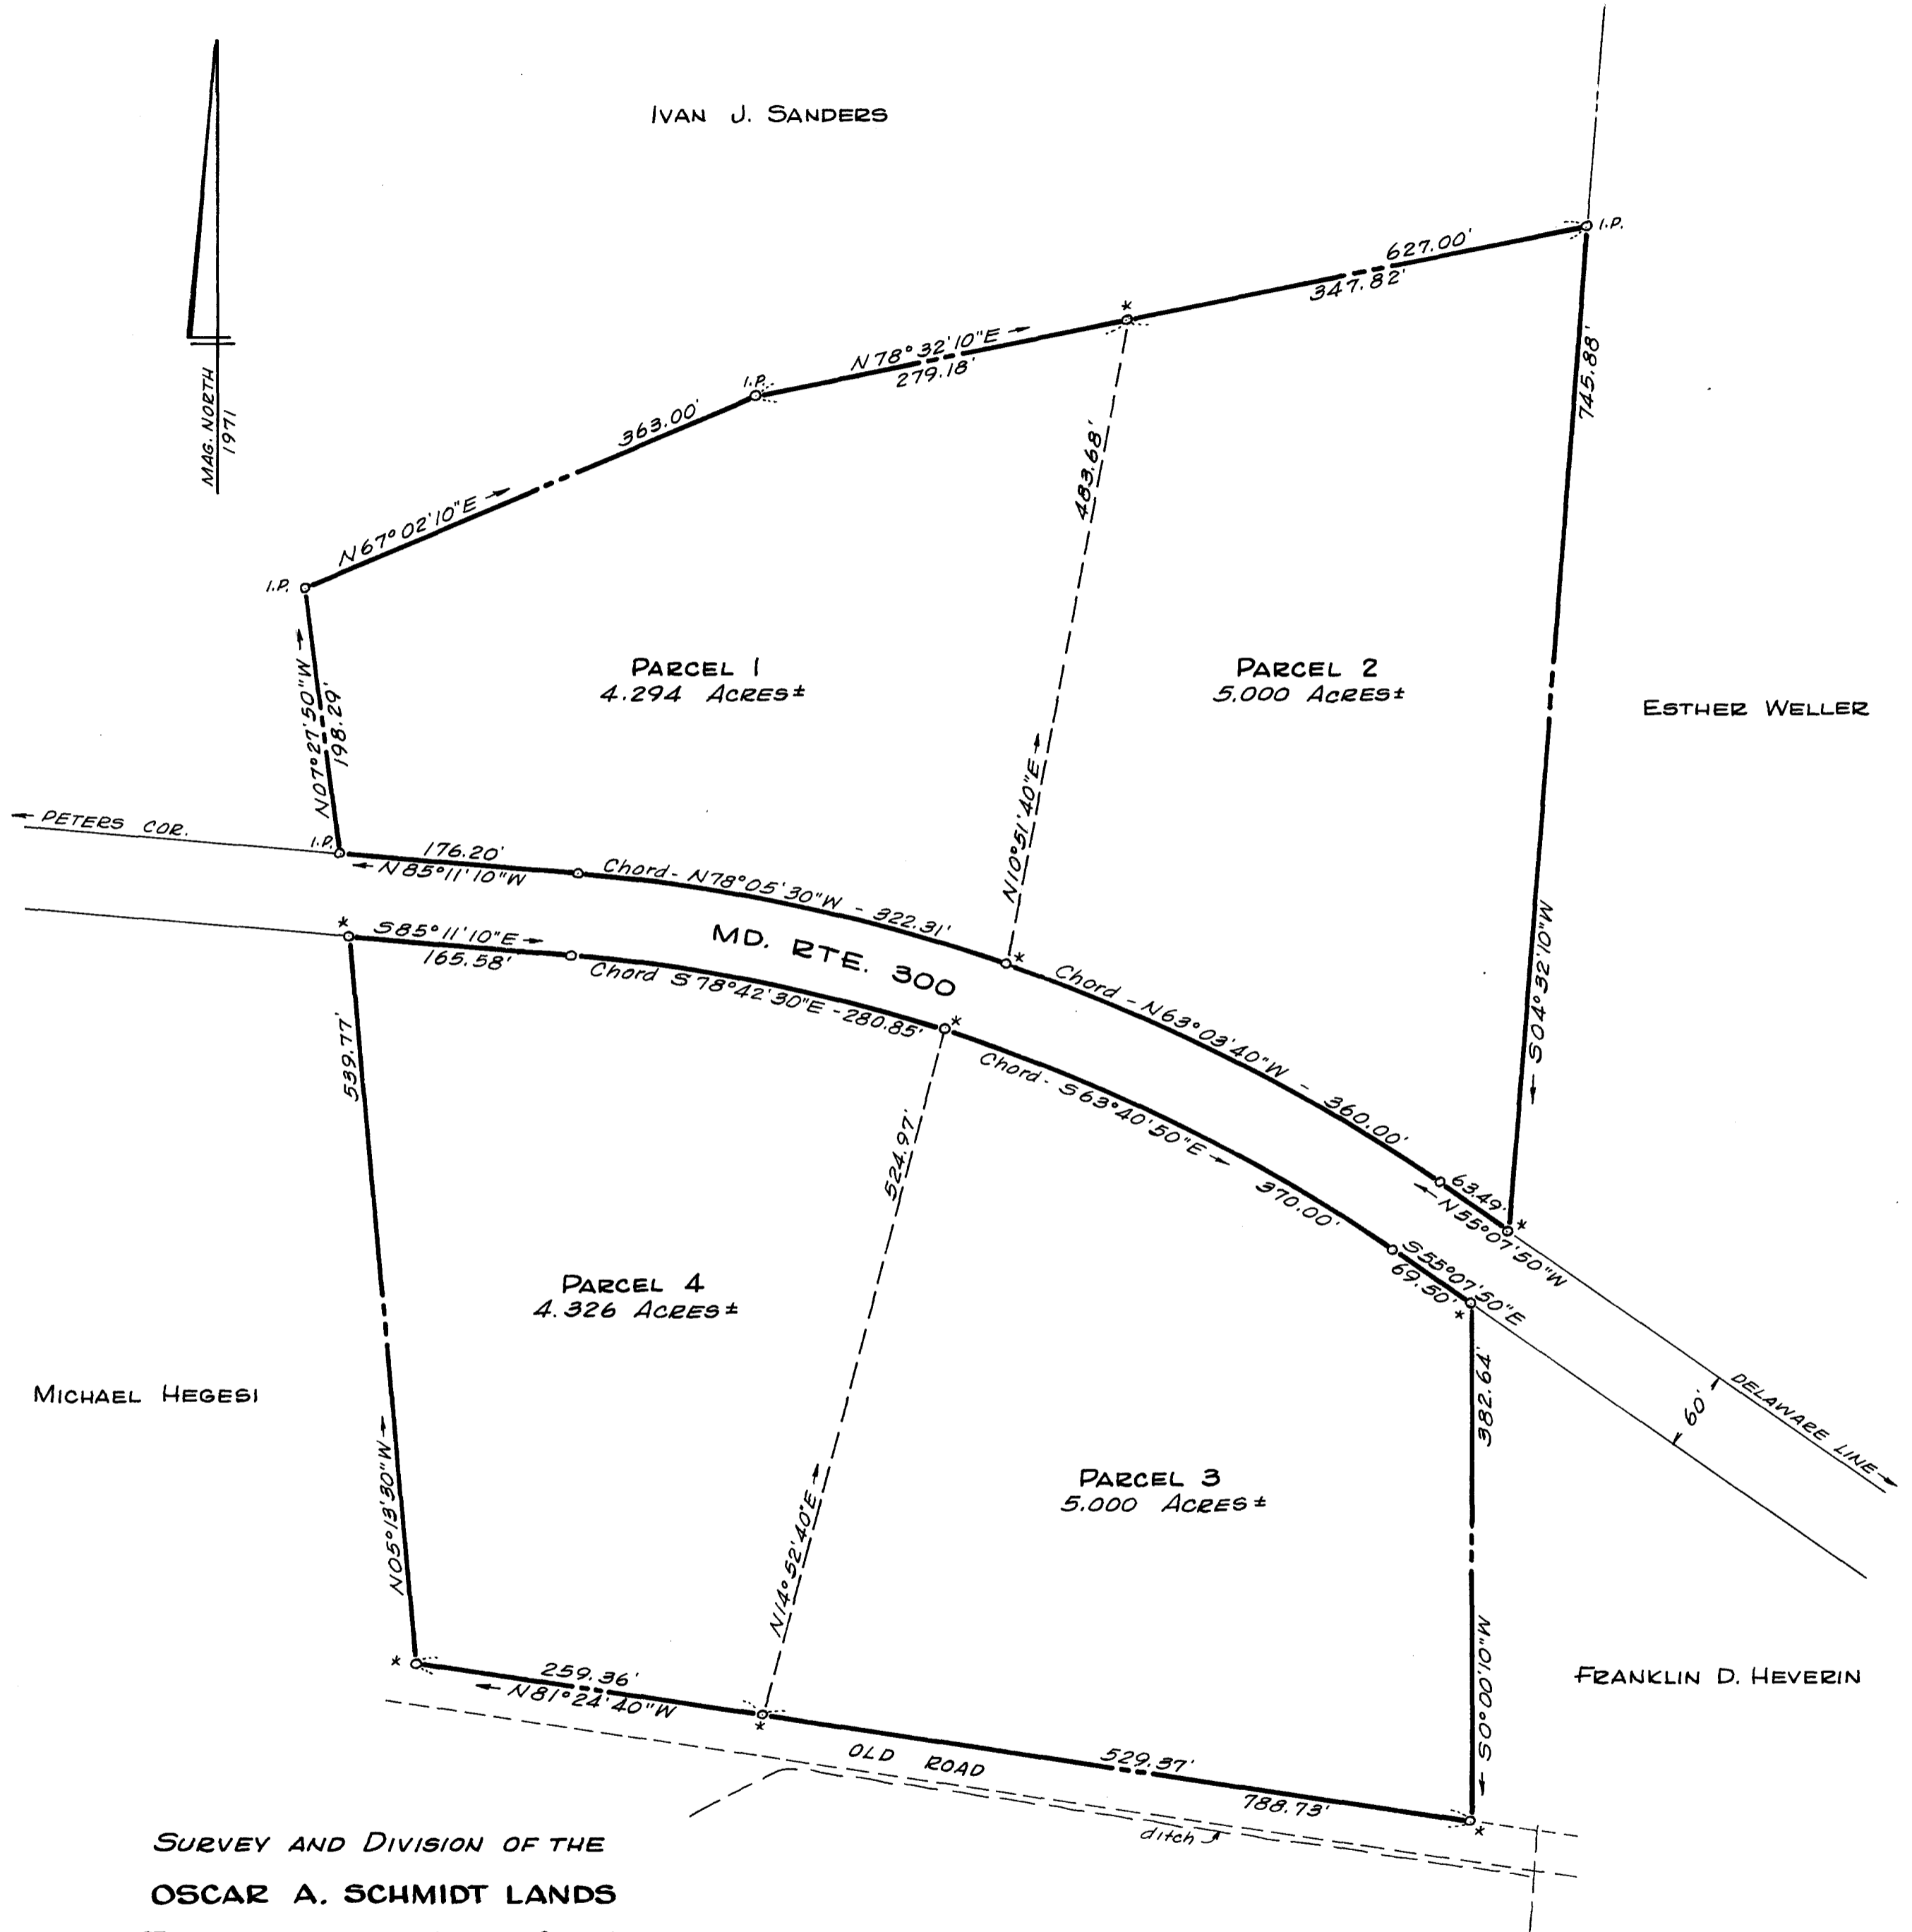 IVAN J. SANDERS
MAG. NORTH
1971
I.P.
627.00'
347.82'
*
N78°32'10"E
279.18'
I.P.
363.00'
N67°02'10"E
I.P.
745.88'
483.68'
PARCEL 1
4.294 ACRES±
PARCEL 2
5.000 ACRES±
ESTHER WELLER
N07°27'50"W
198.29'
N10°51'40"E
S04°32'10"W
PETERS COR.
I.P.
176.20'
N85°11'10"W
Chord - N78°05'30"W - 322.31'
*
*
S85°11'10"E
165.58'
MD. RTE. 300
Chord S78°42'30"E - 280.85'
*
Chord - N63°03'40"W - 360.00'
Chord - S63°40'50"E
370.00'
63.49'
N55°07'50"W
*
S55°07'50"E
69.50'
*
539.77'
524.97'
382.64'
PARCEL 4
4.326 ACRES±
MICHAEL HEGESI
60'
DELAWARE LINE
PARCEL 3
5.000 ACRES±
N05°13'30"W
N14°52'40"E
S0°00'10"W
FRANKLIN D. HEVERIN
*
259.36'
N81°24'40"W
*
OLD ROAD
529.37'
788.73'
*
ditch
SURVEY AND DIVISION OF THE
OSCAR A. SCHMIDT LANDS